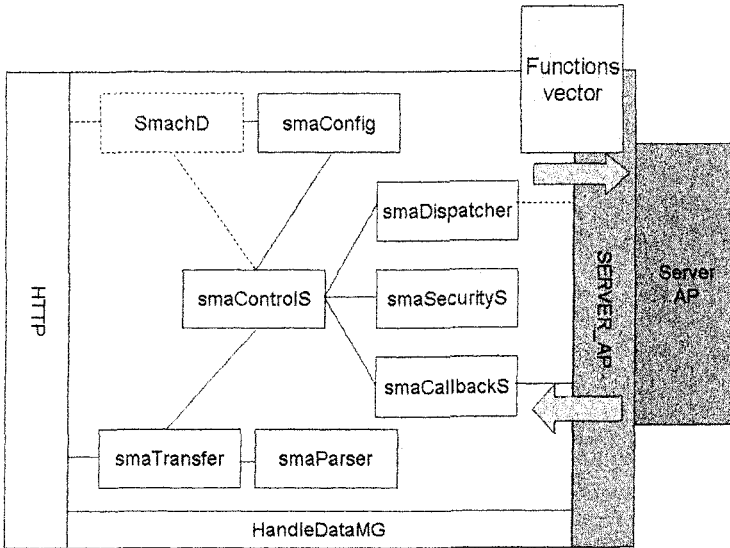 Functions
vector
SmachD
smaConfig
smaDispatcher
HTTP
smaControlS
smaSecurityS
SERVER_AP
Server
AP
smaCallbackS
smaTransfer
smaParser
HandleDataMG